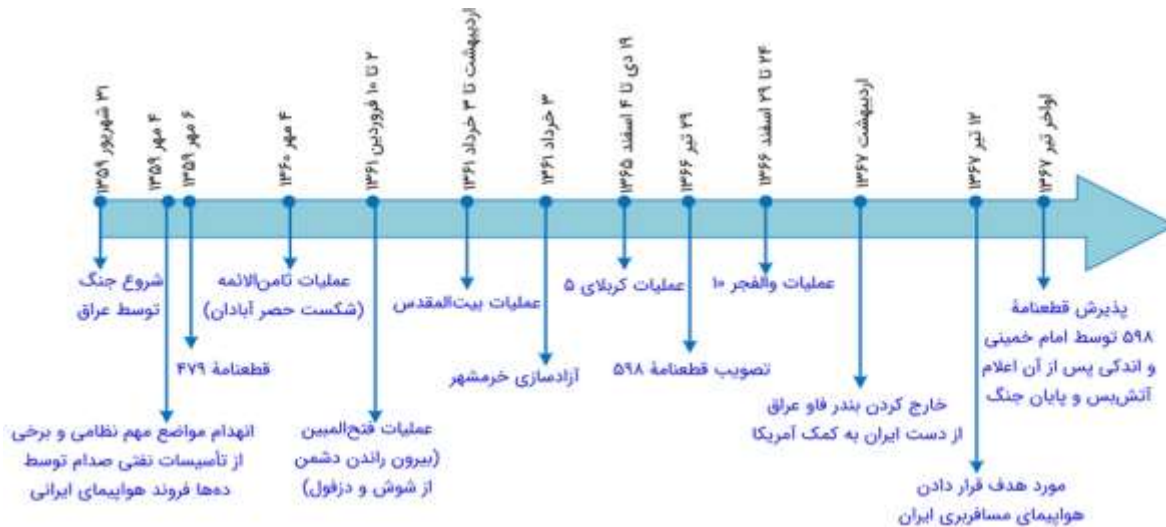 ۳۱ شهریور ۱۳۵۹
۴ مهر ۱۳۵۹
۶ مهر ۱۳۵۹
۴ مهر ۱۳۶۰
۲ تا ۱۰ فروردین ۱۳۶۱
اردیبهشت تا ۳ خرداد ۱۳۶۱
۳ خرداد ۱۳۶۱
۱۹ دی تا ۴ اسفند ۱۳۶۵
۲۹ تیر ۱۳۶۶
۲۴ تا ۲۹ اسفند ۱۳۶۶
اردیبهشت ۱۳۶۷
۱۲ تیر ۱۳۶۷
اواخر تیر ۱۳۶۷
شروع جنگ
توسط عراق
انهدام مواضع مهم نظامی و برخی
از تأسیسات نفتی صدام توسط
ده‌ها فروند هواپیمای ایرانی
قطعنامهٔ ۴۷۹
عملیات ثامن‌الائمه
(شکست حصر آبادان)
عملیات فتح‌المبین
(بیرون راندن دشمن
از شوش و دزفول)
عملیات بیت‌المقدس
آزادسازی خرمشهر
عملیات کربلای ۵
تصویب قطعنامهٔ ۵۹۸
عملیات والفجر ۱۰
خارج کردن بندر فاو عراق
از دست ایران به کمک آمریکا
مورد هدف قرار دادن
هواپیمای مسافربری ایران
پذیرش قطعنامهٔ
۵۹۸ توسط امام خمینی
و اندکی پس از آن اعلام
آتش‌بس و پایان جنگ